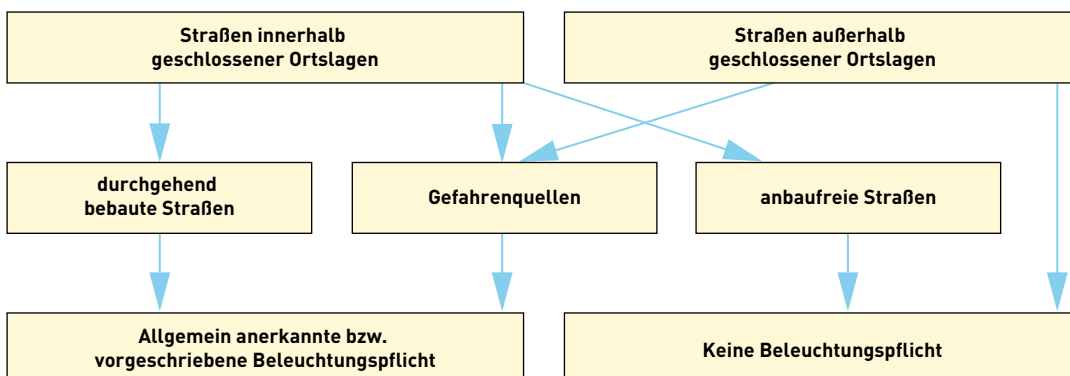 Straßen innerhalb
geschlossener Ortslagen
Straßen außerhalb
geschlossener Ortslagen
durchgehend
bebaute Straßen
Gefahrenquellen
anbaufreie Straßen
Allgemein anerkannte bzw.
vorgeschriebene Beleuchtungspflicht
Keine Beleuchtungspflicht